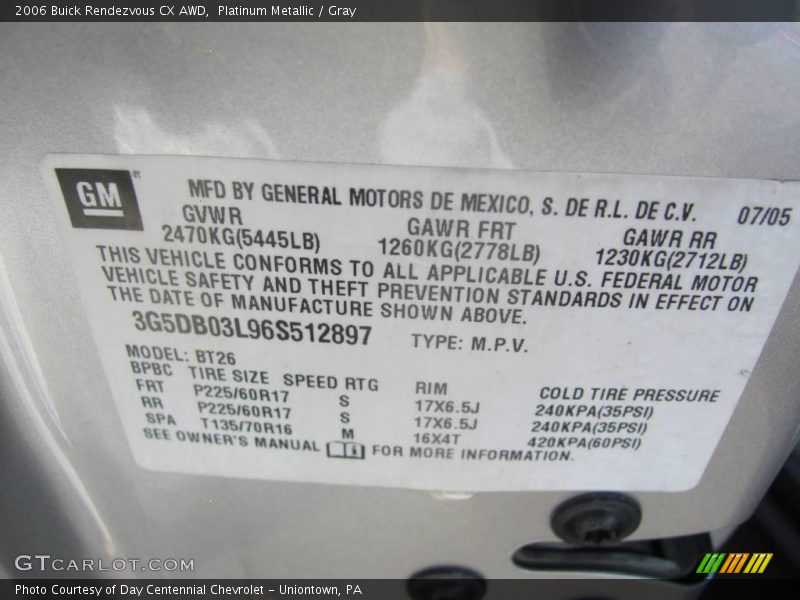 2006 Buick Rendezvous CX AWD, Platinum Metallic / Gray
GM
MFD BY GENERAL MOTORS DE MEXICO, S. DE R.L. DE C.V. 07/05
GVWR GAWR FRT GAWR RR
2470KG(5445LB) 1260KG(2778LB) 1230KG(2712LB)
THIS VEHICLE CONFORMS TO ALL APPLICABLE U.S. FEDERAL MOTOR
VEHICLE SAFETY AND THEFT PREVENTION STANDARDS IN EFFECT ON
THE DATE OF MANUFACTURE SHOWN ABOVE.
3G5DB03L96S512897 TYPE: M.P.V.
MODEL: BT26
BPBC TIRE SIZE SPEED RTG RIM COLD TIRE PRESSURE
FRT P225/60R17 S 17X6.5J 240KPA(35PSI)
RR P225/60R17 S 17X6.5J 240KPA(35PSI)
SPA T135/70R16 M 16X4T 420KPA(60PSI)
SEE OWNER'S MANUAL FOR MORE INFORMATION.
GTCARLOT.COM
Photo Courtesy of Day Centennial Chevrolet - Uniontown, PA